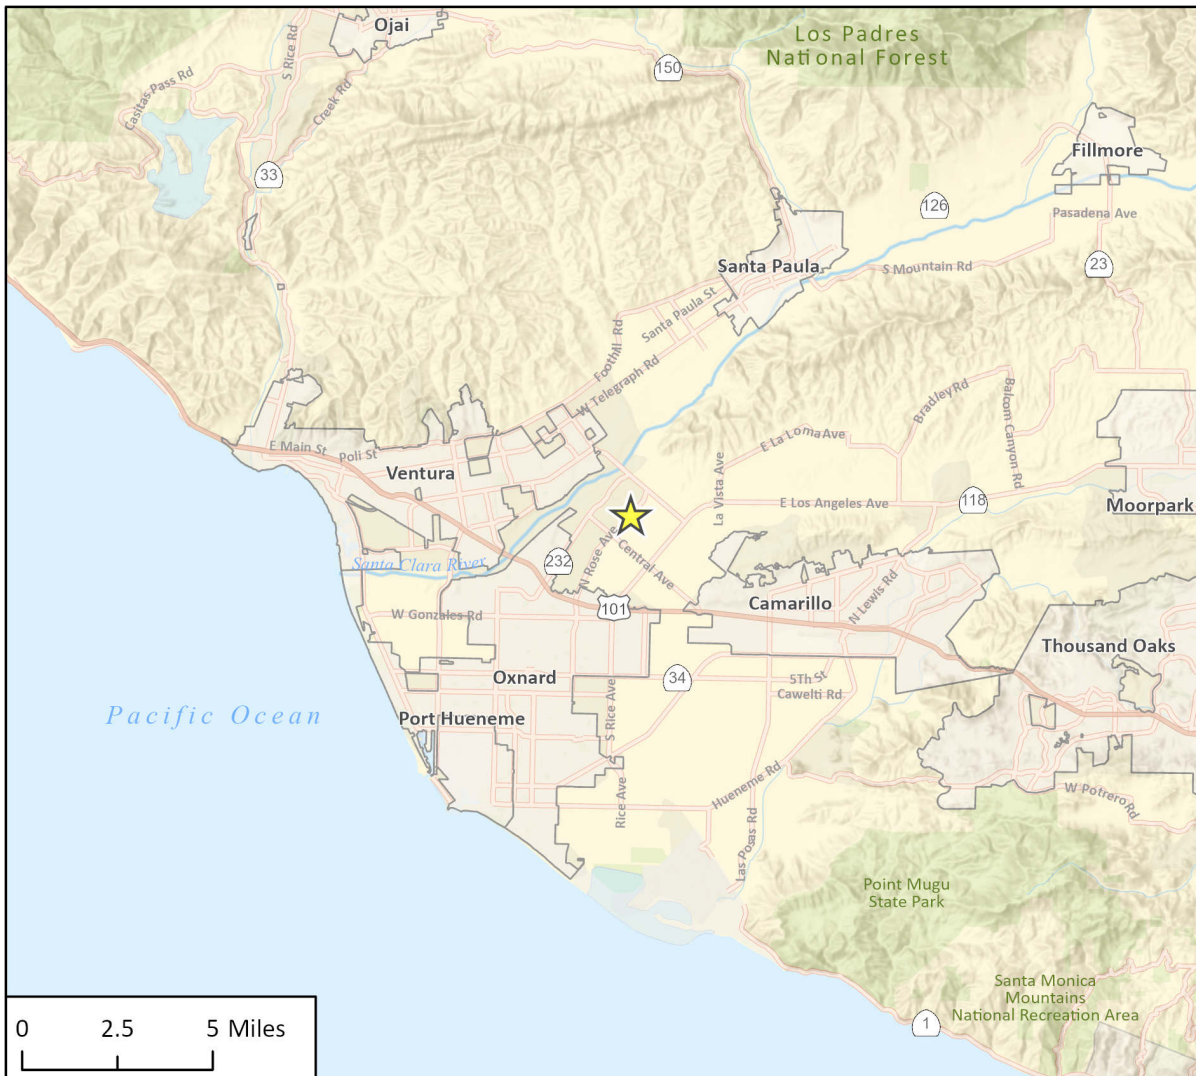 Ojai
Los Padres
National Forest
S Rice Rd
150
Casitas Pass Rd
Creek Rd
Fillmore
33
126
Pasadena Ave
Santa Paula
S Mountain Rd
23
Santa Paula St
Foothill Rd
W Telegraph Rd
Bradley Rd
Balcom Canyon Rd
E La Loma Ave
E Main St
Poli St
Ventura
La Vista Ave
E Los Angeles Ave
118
Moorpark
N Rose Ave
Central Ave
232
Santa Clara River
N Lewis Rd
W Gonzales Rd
101
Camarillo
Thousand Oaks
Oxnard
34
5Th St
Cawelti Rd
Pacific Ocean
Port Hueneme
S Rice Ave
Hueneme Rd
W Potrero Rd
Rice Ave
Las Posas Rd
Point Mugu
State Park
Santa Monica
Mountains
National Recreation Area
1
0 2.5 5 Miles